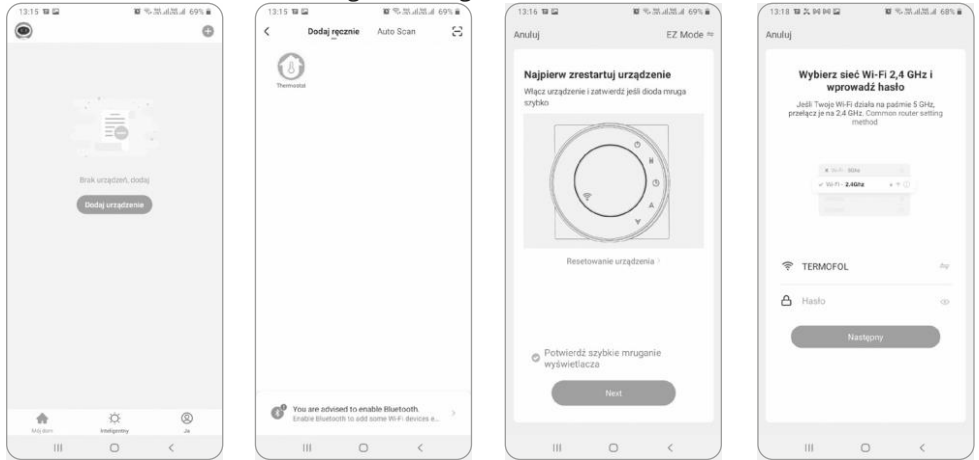 13:15 69%
Brak urządzeń, dodaj
Dodaj urządzenie
Mój dom Inteligentny Ja
13:15 69%
Dodaj ręcznie Auto Scan
Thermostat
You are advised to enable Bluetooth.
Enable Bluetooth to add some Wi-Fi devices e...
13:16 69%
Anuluj EZ Mode
Najpierw zrestartuj urządzenie
Włącz urządzenie i zatwierdź jeśli dioda mruga
szybko
Resetowanie urządzenia
Potwierdź szybkie mruganie
wyświetlacza
Next
13:18 68%
Anuluj
Wybierz sieć Wi-Fi 2,4 GHz i
wprowadź hasło
Jeśli Twoje Wi-Fi działa na paśmie 5 GHz,
przełącz je na 2,4 GHz. Common router setting
method
Wi-Fi - 5Ghz
Wi-Fi - 2.4Ghz
TERMOFOL
Hasło
Następny